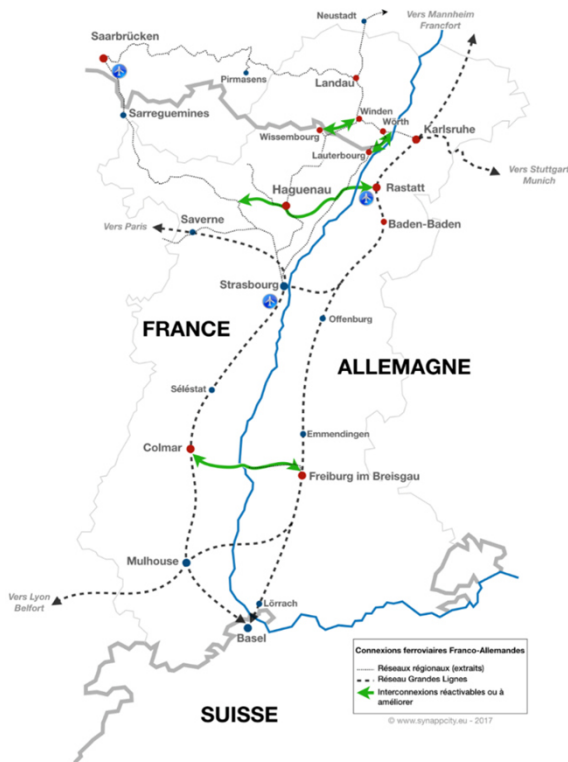 Neustadt
Vers Mannheim
Francfort
Saarbrücken
Pirmasens
Landau
Sarreguemines
Winden
Wörth
Wissembourg
Karlsruhe
Lauterbourg
Vers Stuttgart
Munich
Haguenau
Rastatt
Vers Paris
Saverne
Baden-Baden
Strasbourg
FRANCE
Offenburg
ALLEMAGNE
Séléstat
Emmendingen
Colmar
Freiburg im Breisgau
Mulhouse
Vers Lyon
Belfort
Lörrach
Basel
SUISSE
Connexions ferroviaires Franco-Allemandes
Réseaux régionaux (extraits)
Réseau Grandes Lignes
Interconnexions réactivables ou à
améliorer
© www.synappcity.eu - 2017